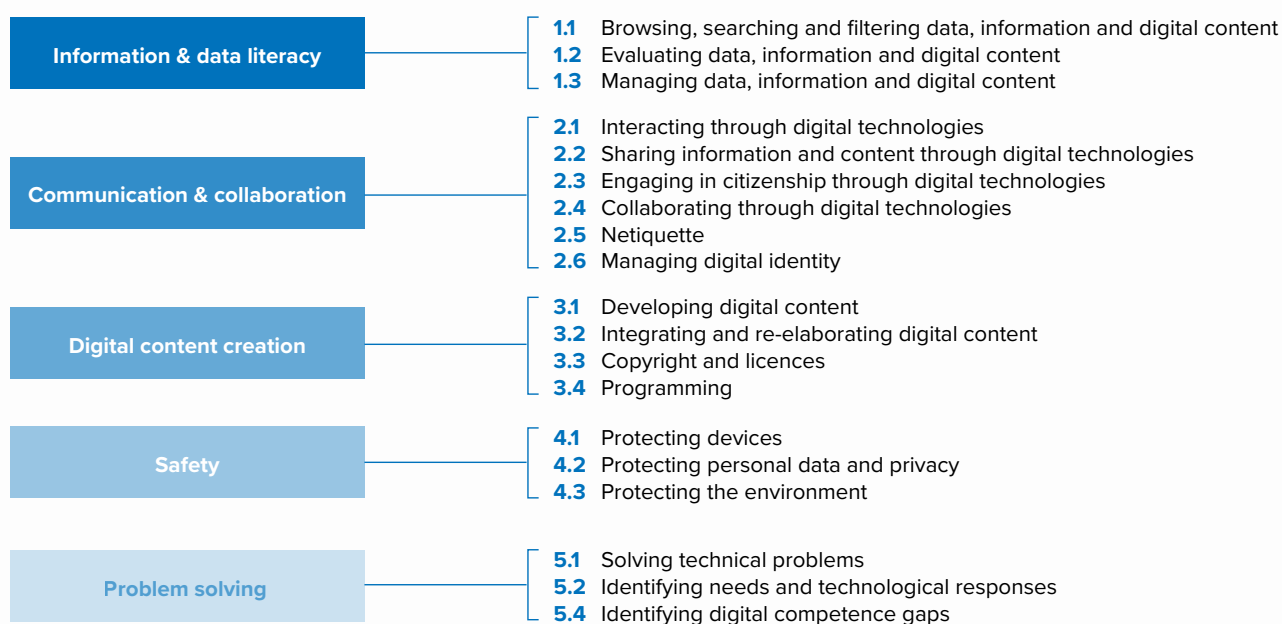 Information & data literacy
1.1 Browsing, searching and filtering data, information and digital content
1.2 Evaluating data, information and digital content
1.3 Managing data, information and digital content
Communication & collaboration
2.1 Interacting through digital technologies
2.2 Sharing information and content through digital technologies
2.3 Engaging in citizenship through digital technologies
2.4 Collaborating through digital technologies
2.5 Netiquette
2.6 Managing digital identity
Digital content creation
3.1 Developing digital content
3.2 Integrating and re-elaborating digital content
3.3 Copyright and licences
3.4 Programming
Safety
4.1 Protecting devices
4.2 Protecting personal data and privacy
4.3 Protecting the environment
Problem solving
5.1 Solving technical problems
5.2 Identifying needs and technological responses
5.4 Identifying digital competence gaps